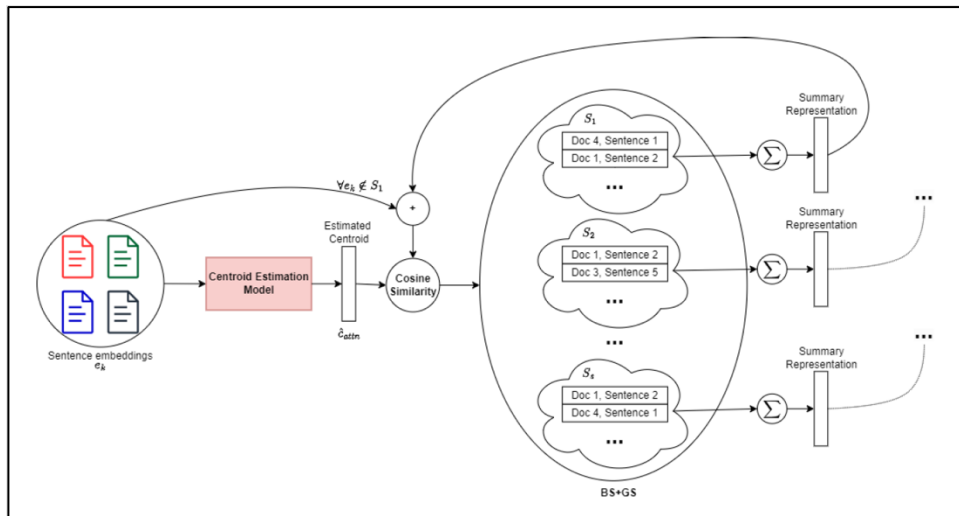 Summary
Representation
S₁
Doc 4, Sentence 1
Doc 1, Sentence 2
...
Σ
∀eₖ ∉ S₁
+
Estimated
Centroid
Centroid Estimation
Model
Cosine
Similarity
ĉₐₜₜₙ
Sentence embeddings
eₖ
S₂
Doc 1, Sentence 2
Doc 3, Sentence 5
...
Σ
Summary
Representation
...
...
Sₛ
Doc 1, Sentence 2
Doc 4, Sentence 1
...
Σ
Summary
Representation
...
BS+GS